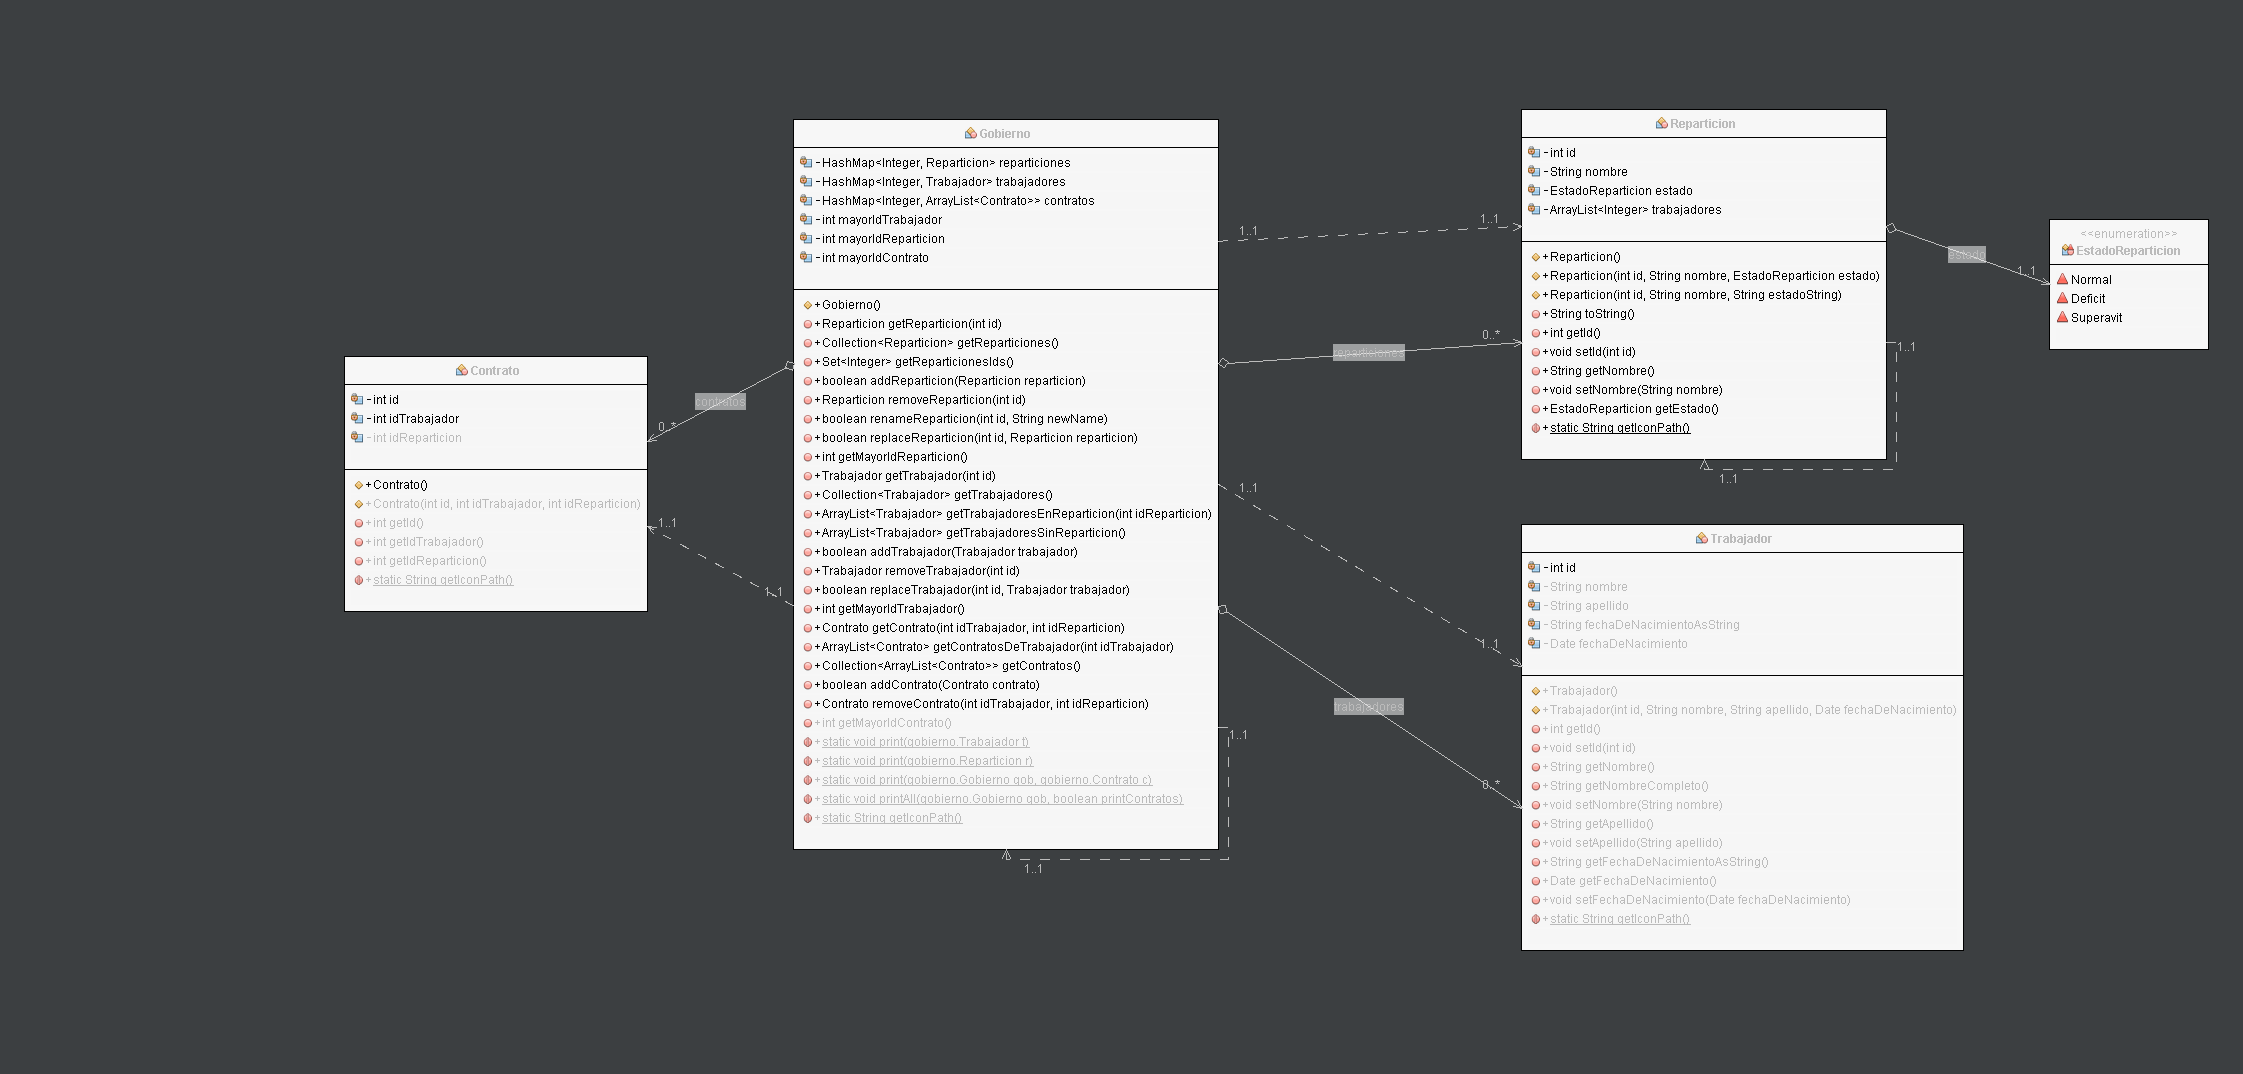 Contrato
-int id
-int idTrabajador
-int idReparticion
+Contrato()
+Contrato(int id, int idTrabajador, int idReparticion)
+int getId()
+int getIdTrabajador()
+int getIdReparticion()
+static String getIconPath()
contratos
0..*
1..1
1..1
Gobierno
-HashMap<Integer, Reparticion> reparticiones
-HashMap<Integer, Trabajador> trabajadores
-HashMap<Integer, ArrayList<Contrato>> contratos
-int mayorIdTrabajador
-int mayorIdReparticion
-int mayorIdContrato
+Gobierno()
+Reparticion getReparticion(int id)
+Collection<Reparticion> getReparticiones()
+Set<Integer> getReparticionesIds()
+boolean addReparticion(Reparticion reparticion)
+Reparticion removeReparticion(int id)
+boolean renameReparticion(int id, String newName)
+boolean replaceReparticion(int id, Reparticion reparticion)
+int getMayorIdReparticion()
+Trabajador getTrabajador(int id)
+Collection<Trabajador> getTrabajadores()
+ArrayList<Trabajador> getTrabajadoresEnReparticion(int idReparticion)
+ArrayList<Trabajador> getTrabajadoresSinReparticion()
+boolean addTrabajador(Trabajador trabajador)
+Trabajador removeTrabajador(int id)
+boolean replaceTrabajador(int id, Trabajador trabajador)
+int getMayorIdTrabajador()
+Contrato getContrato(int idTrabajador, int idReparticion)
+ArrayList<Contrato> getContratosDeTrabajador(int idTrabajador)
+Collection<ArrayList<Contrato>> getContratos()
+boolean addContrato(Contrato contrato)
+Contrato removeContrato(int idTrabajador, int idReparticion)
+int getMayorIdContrato()
+static void print(gobierno.Trabajador t)
+static void print(gobierno.Reparticion r)
+static void print(gobierno.Gobierno gob, gobierno.Contrato c)
+static void printAll(gobierno.Gobierno gob, boolean printContratos)
+static String getIconPath()
1..1
1..1
1..1
1..1
reparticiones
0..*
1..1
1..1
trabajadores
0..*
Reparticion
-int id
-String nombre
-EstadoReparticion estado
-ArrayList<Integer> trabajadores
+Reparticion()
+Reparticion(int id, String nombre, EstadoReparticion estado)
+Reparticion(int id, String nombre, String estadoString)
+String toString()
+int getId()
+void setId(int id)
+String getNombre()
+void setNombre(String nombre)
+EstadoReparticion getEstado()
+static String getIconPath()
1..1
1..1
estado
1..1
<<enumeration>>
EstadoReparticion
Normal
Deficit
Superavit
Trabajador
-int id
-String nombre
-String apellido
-String fechaDeNacimientoAsString
-Date fechaDeNacimiento
+Trabajador()
+Trabajador(int id, String nombre, String apellido, Date fechaDeNacimiento)
+int getId()
+void setId(int id)
+String getNombre()
+String getNombreCompleto()
+void setNombre(String nombre)
+String getApellido()
+void setApellido(String apellido)
+String getFechaDeNacimientoAsString()
+Date getFechaDeNacimiento()
+void setFechaDeNacimiento(Date fechaDeNacimiento)
+static String getIconPath()